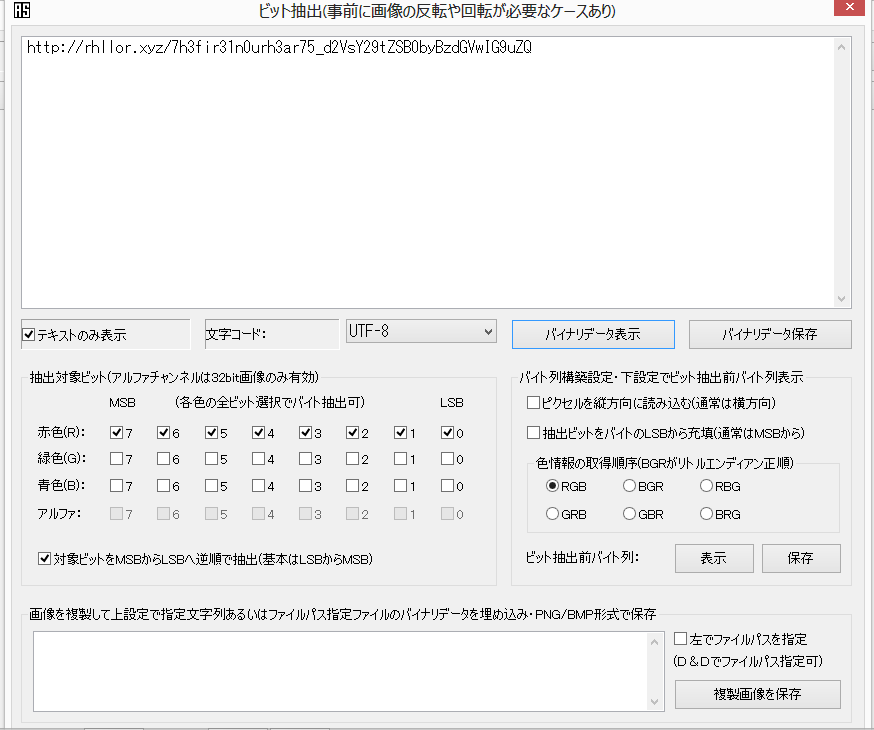 ビット抽出(事前に画像の反転や回転が必要なケースあり)
http://rhllor.xyz/7h3fir31n0urh3ar75_d2VsY29tZSB0byBzdGVwIG9uZQ
テキストのみ表示
文字コード:
UTF-8
バイナリデータ表示
バイナリデータ保存
抽出対象ビット(アルファチャンネルは32bit画像のみ有効)
MSB (各色の全ビット選択でバイト抽出可) LSB
赤色(R): 7 6 5 4 3 2 1 0
緑色(G): 7 6 5 4 3 2 1 0
青色(B): 7 6 5 4 3 2 1 0
アルファ: 7 6 5 4 3 2 1 0
対象ビットをMSBからLSBへ逆順で抽出(基本はLSBからMSB)
バイト列構築設定・下設定でビット抽出前バイト列表示
ピクセルを縦方向に読み込む(通常は横方向)
抽出ビットをバイトのLSBから充填(通常はMSBから)
色情報の取得順序(BGRがリトルエンディアン正順)
RGB BGR RBG
GRB GBR BRG
ビット抽出前バイト列: 表示 保存
画像を複製して上設定で指定文字列あるいはファイルパス指定ファイルのバイナリデータを埋め込み・PNG/BMP形式で保存
左でファイルパスを指定
(D&Dでファイルパス指定可)
複製画像を保存